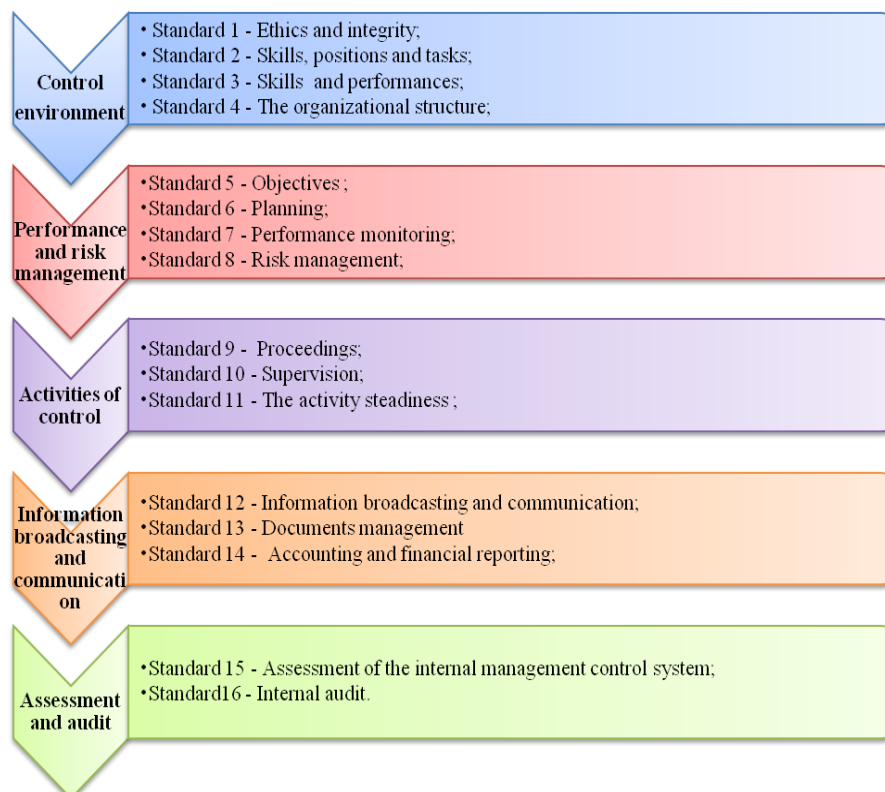 Control
environment
• Standard 1 - Ethics and integrity;
• Standard 2 - Skills, positions and tasks;
• Standard 3 - Skills and performances;
• Standard 4 - The organizational structure;
Performance
and risk
management
•Standard 5 - Objectives ;
•Standard 6 - Planning;
•Standard 7 - Performance monitoring;
•Standard 8 - Risk management;
Activities of
control
•Standard 9 - Proceedings;
•Standard 10 - Supervision;
•Standard 11 - The activity steadiness ;
Information
broadcasting
and
communicati
on
•Standard 12 - Information broadcasting and communication;
•Standard 13 - Documents management
•Standard 14 - Accounting and financial reporting;
Assessment
and audit
•Standard 15 - Assessment of the internal management control system;
•Standard16 - Internal audit.